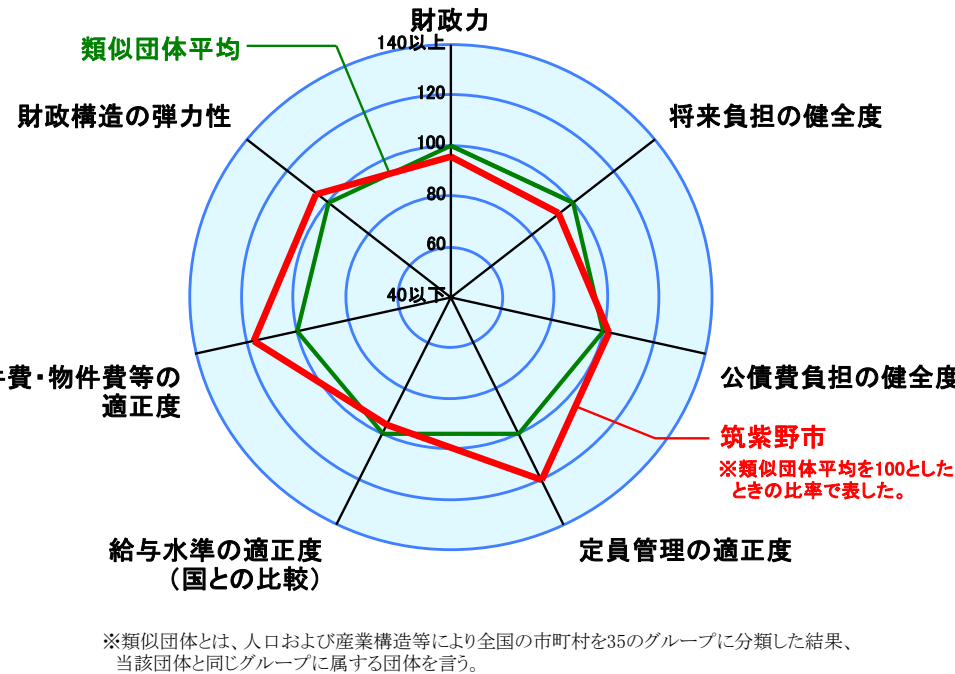 財政力
140以上
類似団体平均
120
財政構造の弾力性
将来負担の健全度
100
80
60
40以下
件費・物件費等の
適正度
公債費負担の健全度
筑紫野市
※類似団体平均を100とした
ときの比率で表した。
給与水準の適正度
(国との比較)
定員管理の適正度
※類似団体とは、人口および産業構造等により全国の市町村を35のグループに分類した結果、
当該団体と同じグループに属する団体を言う。